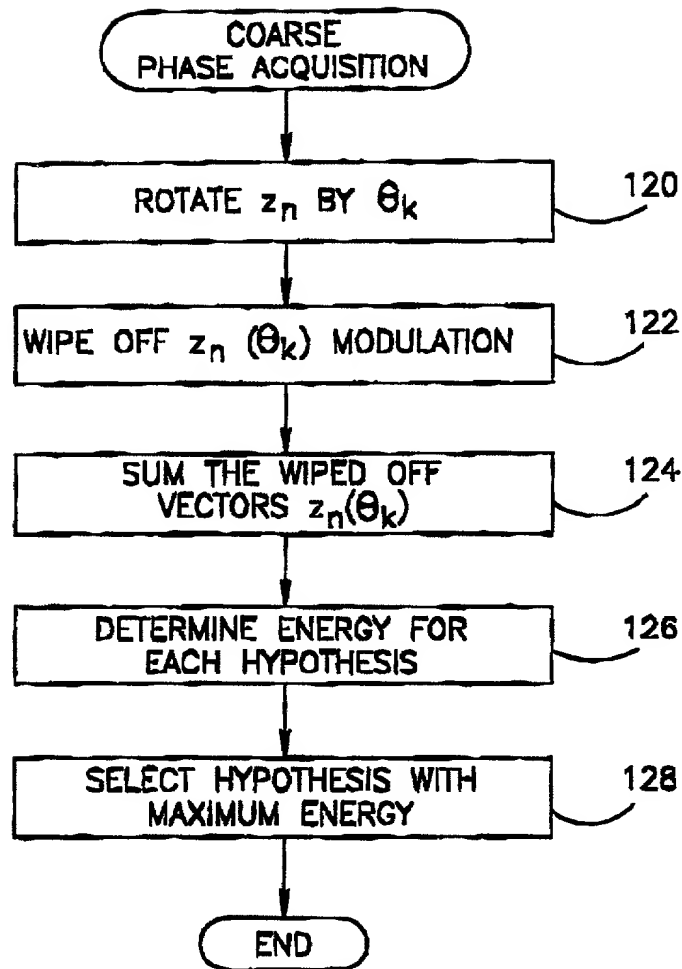 COARSE
PHASE ACQUISITION
ROTATE zn BY θk
120
WIPE OFF zn (θk) MODULATION
122
SUM THE WIPED OFF
VECTORS zn(θk)
124
DETERMINE ENERGY FOR
EACH HYPOTHESIS
126
SELECT HYPOTHESIS WITH
MAXIMUM ENERGY
128
END